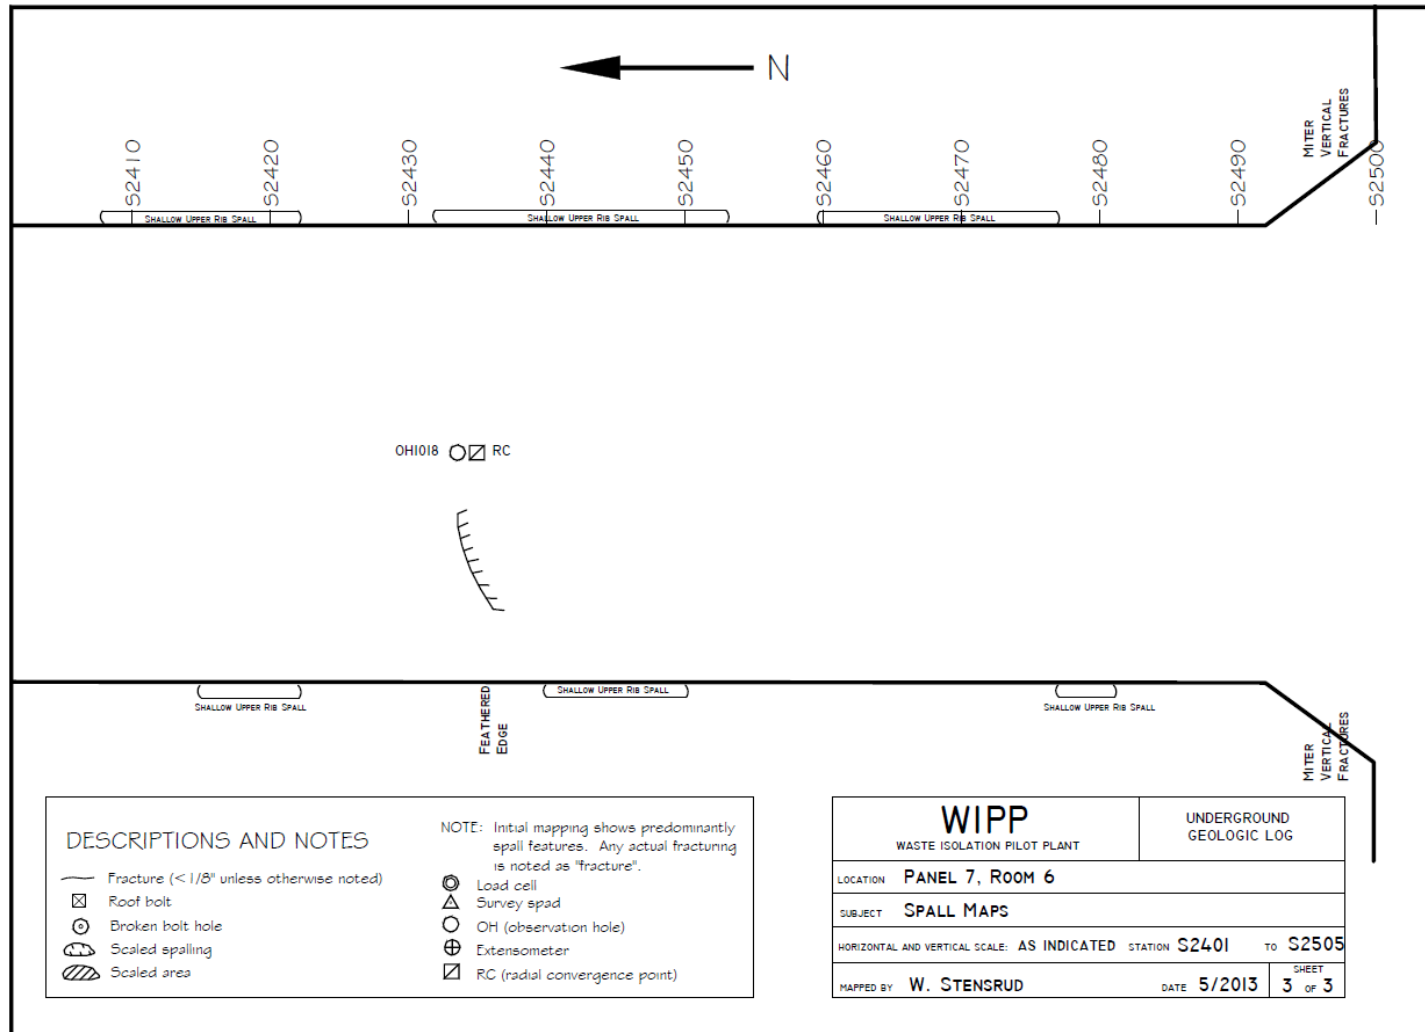 N
MITER
VERTICAL
FRACTURES
S2410
S2420
S2430
S2440
S2450
S2460
S2470
S2480
S2490
S2500
SHALLOW UPPER RIB SPALL
SHALLOW UPPER RIB SPALL
SHALLOW UPPER RIB SPALL
OH1018
RC
SHALLOW UPPER RIB SPALL
SHALLOW UPPER RIB SPALL
SHALLOW UPPER RIB SPALL
FEATHERED
EDGE
MITER
VERTICAL
FRACTURES
DESCRIPTIONS AND NOTES
Fracture (<1/8" unless otherwise noted)
Roof bolt
Broken bolt hole
Scaled spalling
Scaled area
NOTE: Initial mapping shows predominantly
spall features. Any actual fracturing
is noted as "fracture".
Load cell
Survey spad
OH (observation hole)
Extensometer
RC (radial convergence point)
WIPP
WASTE ISOLATION PILOT PLANT
UNDERGROUND
GEOLOGIC LOG
LOCATION PANEL 7, ROOM 6
SUBJECT SPALL MAPS
HORIZONTAL AND VERTICAL SCALE: AS INDICATED STATION S2401 TO S2505
MAPPED BY W. STENSRUD DATE 5/2013
SHEET
3 OF 3